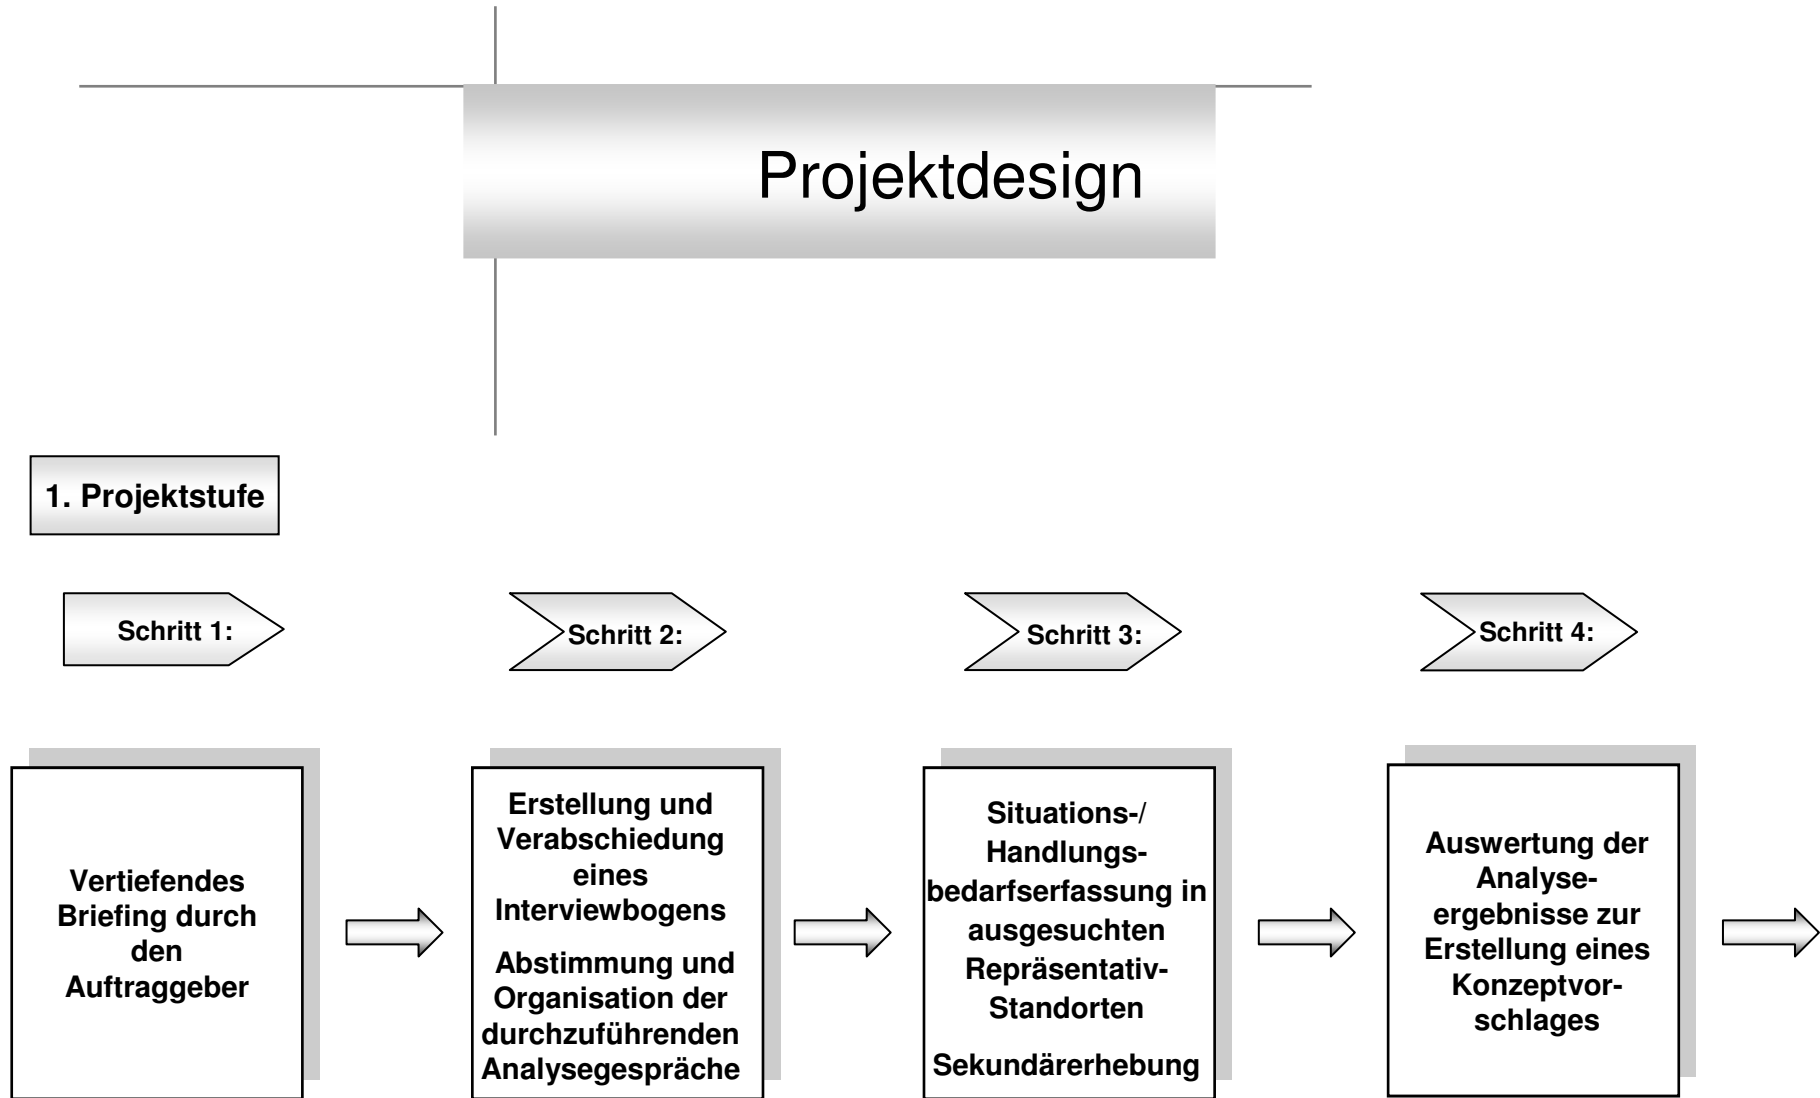 Projektdesign
1. Projektstufe
Schritt 1:
Schritt 2:
Schritt 3:
Schritt 4:
Vertiefendes
Briefing durch
den
Auftraggeber
Erstellung und
Verabschiedung
eines
Interviewbogens
Abstimmung und
Organisation der
durchzuführenden
Analysegespräche
Situations-/
Handlungs-
bedarfserfassung in
ausgesuchten
Repräsentativ-
Standorten
Sekundärerhebung
Auswertung der
Analyse-
ergebnisse zur
Erstellung eines
Konzeptvor-
schlages